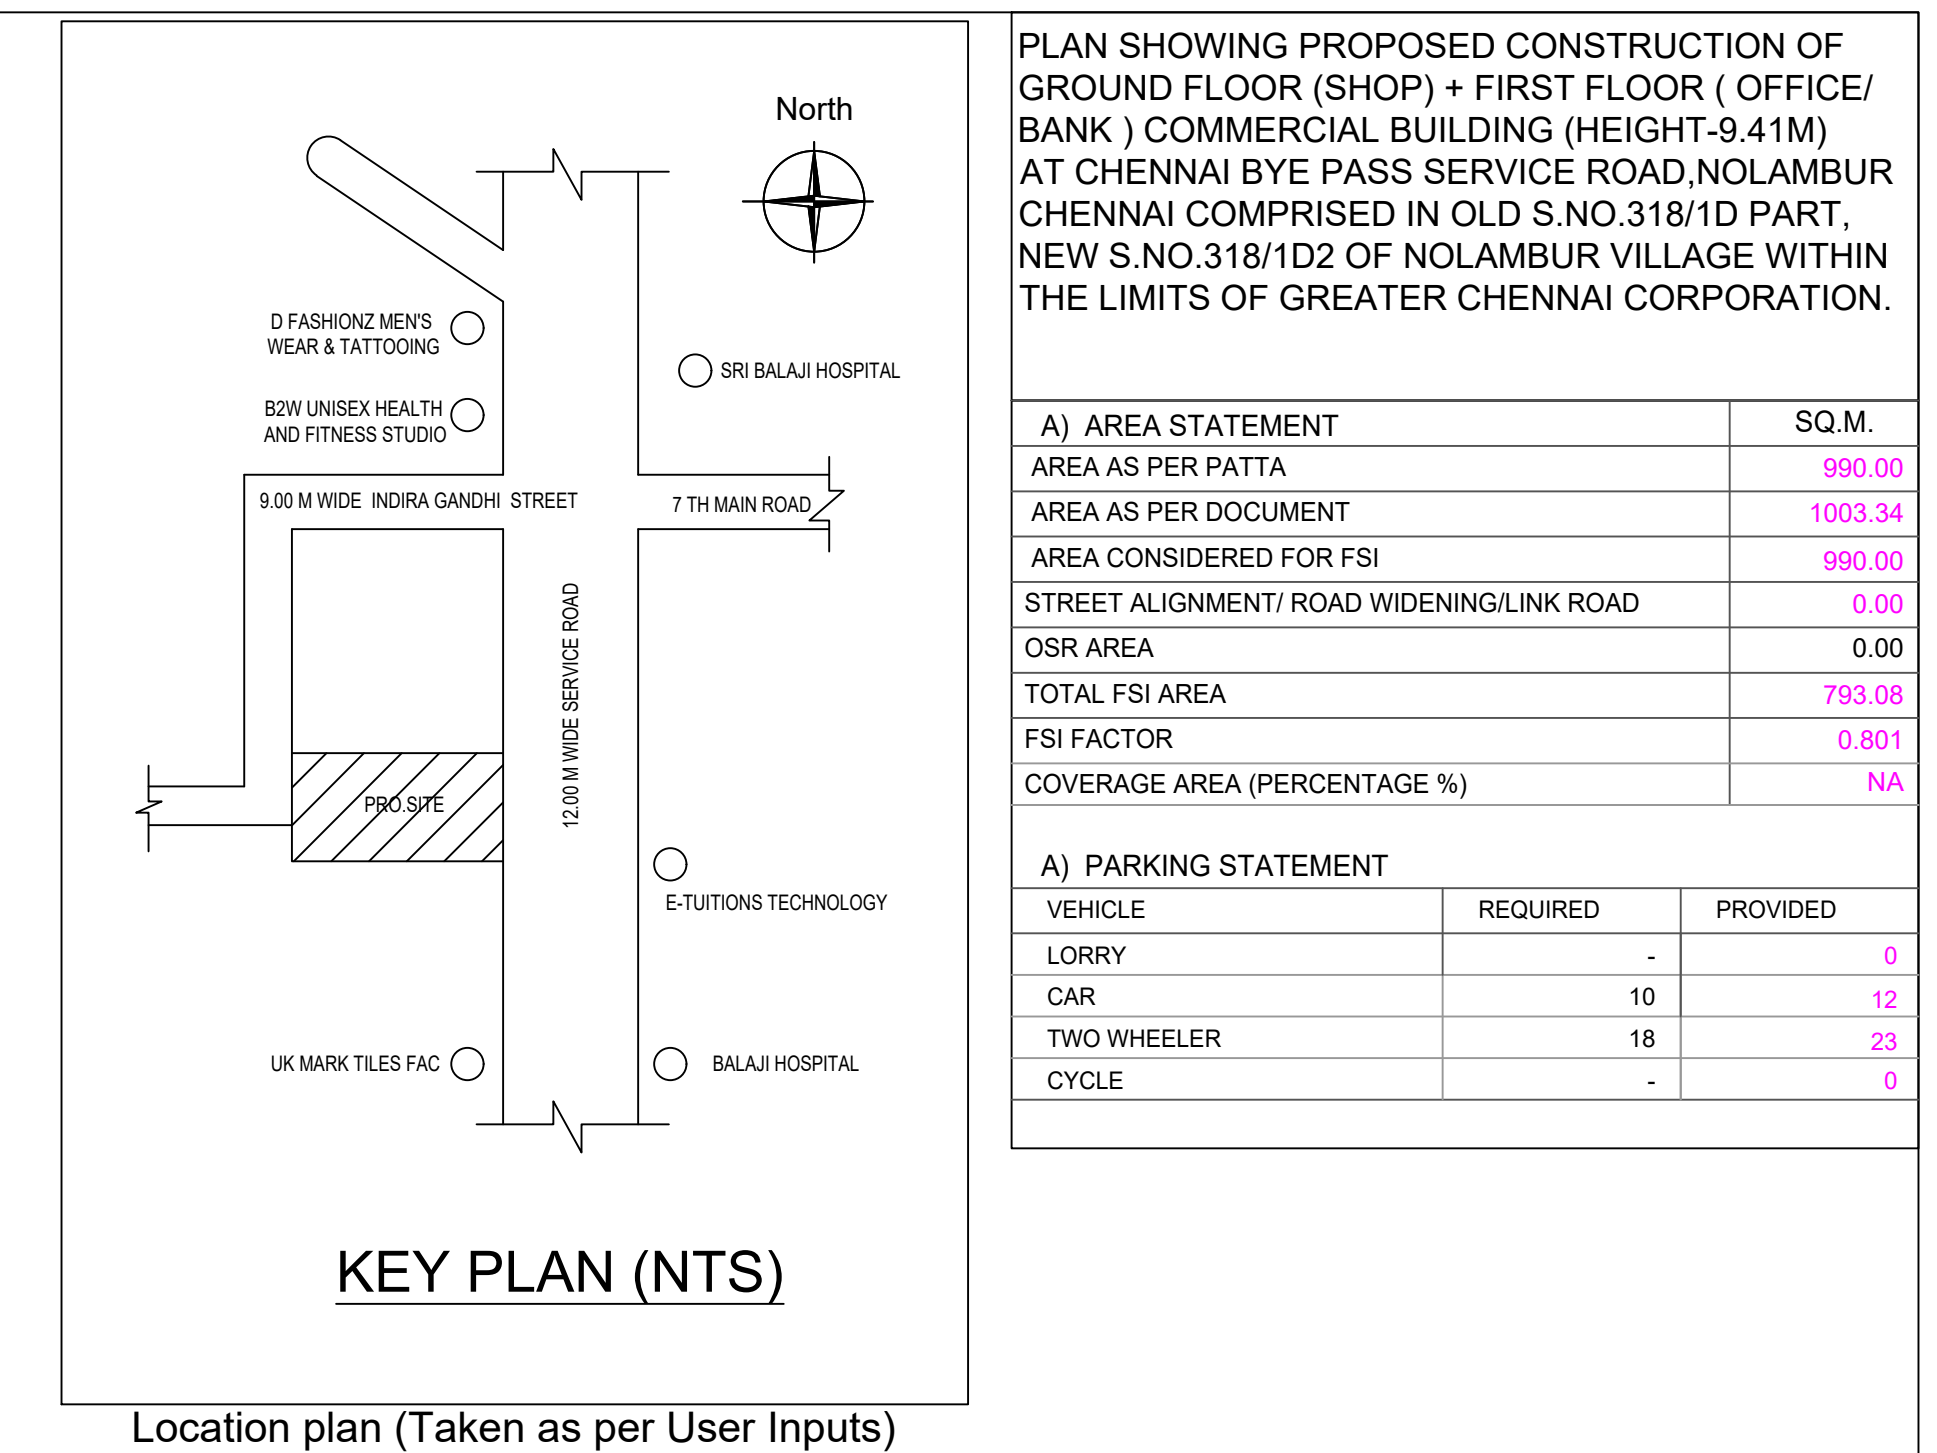 North
D FASHIONZ MEN'S
WEAR & TATTOOING
SRI BALAJI HOSPITAL
B2W UNISEX HEALTH
AND FITNESS STUDIO
9.00 M WIDE INDIRA GANDHI STREET
7 TH MAIN ROAD
12.00 M WIDE SERVICE ROAD
PRO.SITE
E-TUITIONS TECHNOLOGY
UK MARK TILES FAC
BALAJI HOSPITAL
KEY PLAN (NTS)
Location plan (Taken as per User Inputs)
PLAN SHOWING PROPOSED CONSTRUCTION OF
GROUND FLOOR (SHOP) + FIRST FLOOR ( OFFICE/
BANK ) COMMERCIAL BUILDING (HEIGHT-9.41M)
AT CHENNAI BYE PASS SERVICE ROAD,NOLAMBUR
CHENNAI COMPRISED IN OLD S.NO.318/1D PART,
NEW S.NO.318/1D2 OF NOLAMBUR VILLAGE WITHIN
THE LIMITS OF GREATER CHENNAI CORPORATION.
A) AREA STATEMENT SQ.M.
AREA AS PER PATTA 990.00
AREA AS PER DOCUMENT 1003.34
AREA CONSIDERED FOR FSI 990.00
STREET ALIGNMENT/ ROAD WIDENING/LINK ROAD 0.00
OSR AREA 0.00
TOTAL FSI AREA 793.08
FSI FACTOR 0.801
COVERAGE AREA (PERCENTAGE %) NA
A) PARKING STATEMENT
VEHICLE REQUIRED PROVIDED
LORRY - 0
CAR 10 12
TWO WHEELER 18 23
CYCLE - 0